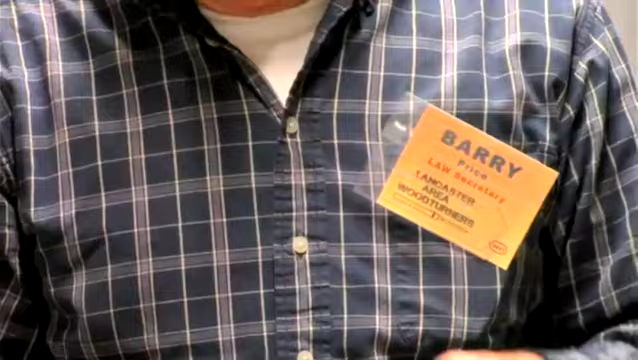 BARRY
Price
LAW Secretary
LANCASTER
AREA
WOODTURNERS